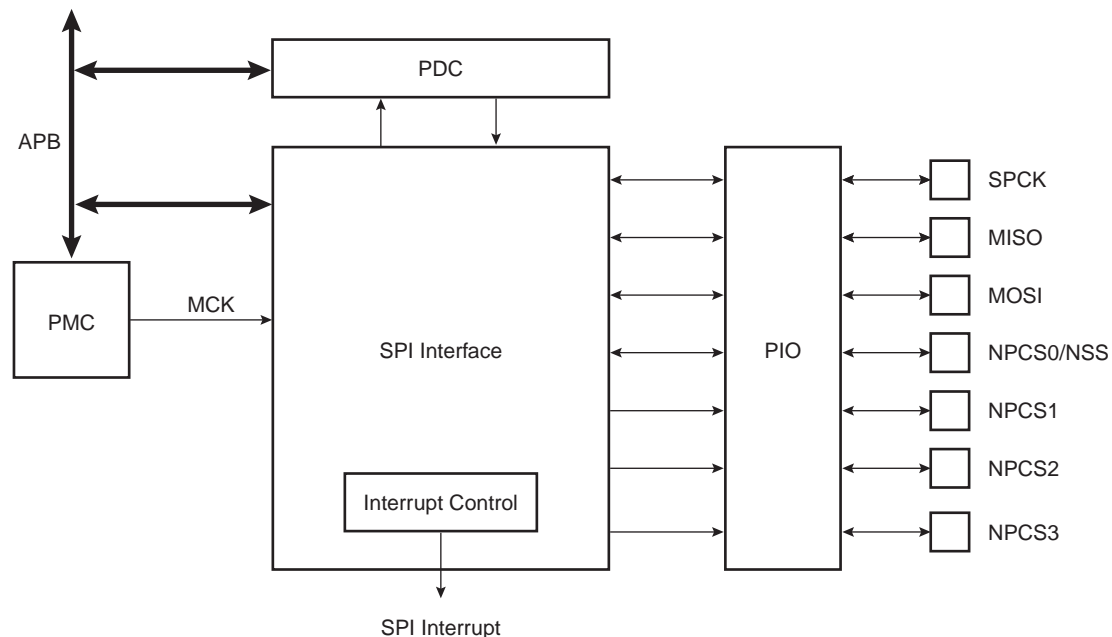 PDC
APB
SPCK
MISO
MCK
MOSI
PMC
SPI Interface
PIO
NPCS0/NSS
NPCS1
NPCS2
Interrupt Control
NPCS3
SPI Interrupt